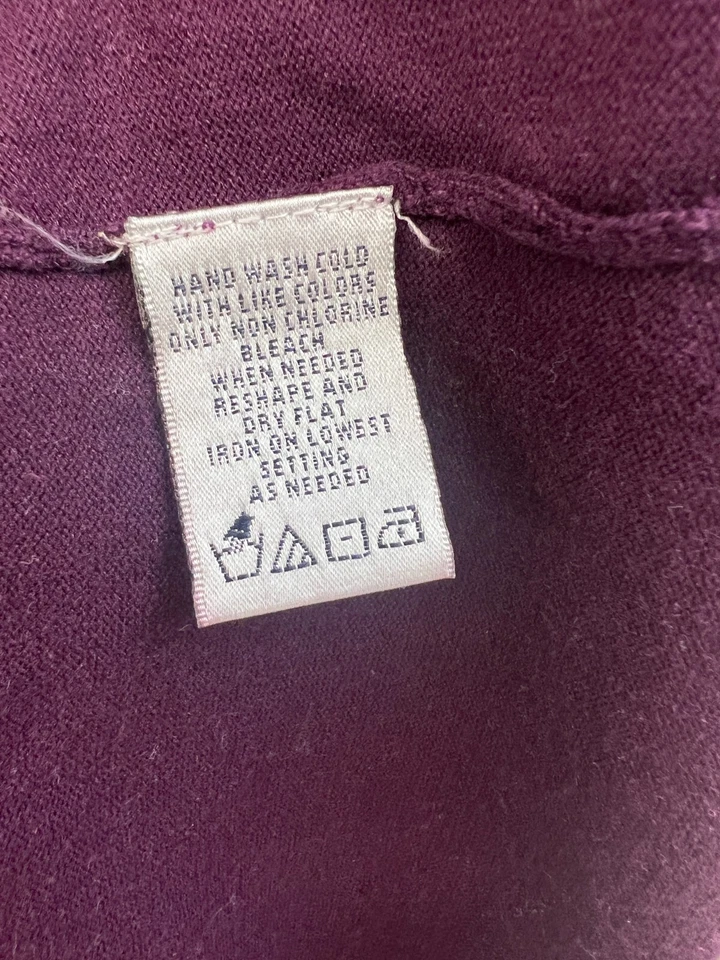 HAND WASH COLD
WITH LIKE COLORS
ONLY NON CHLORINE
BLEACH
WHEN NEEDED
RESHAPE AND
DRY FLAT
IRON ON LOWEST
SETTING
AS NEEDED